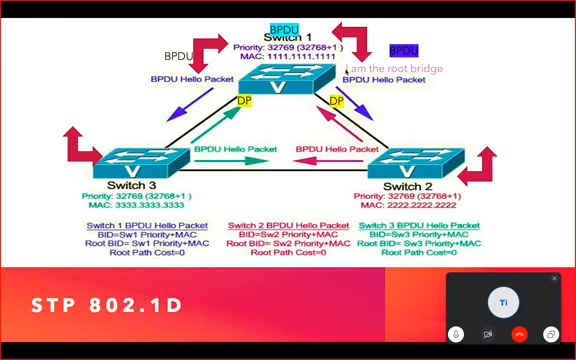 BPDU
Switch 1
Priority: 32769 (32768+1 )
MAC: 1111.1111.1111
BPDU
BPDU
I am the root bridge
BPDU Hello Packet
BPDU Hello Packet
DP
DP
BPDU Hello Packet
BPDU Hello Packet
Switch 3
Priority: 32769 (32768+1)
MAC: 3333.3333.3333
Switch 2
Priority: 32769 (32768+1)
MAC: 2222.2222.2222
Switch 1 BPDU Hello Packet
BID=Sw1 Priority+MAC
Root BID= Sw1 Priority+MAC
Root Path Cost=0
Switch 2 BPDU Hello Packet
BID=Sw2 Priority+MAC
Root BID= Sw2 Priority+MAC
Root Path Cost=0
Switch 3 BPDU Hello Packet
BID=Sw3 Priority+MAC
Root BID= Sw3 Priority+MAC
Root Path Cost=0
STP 802.1D
Ti